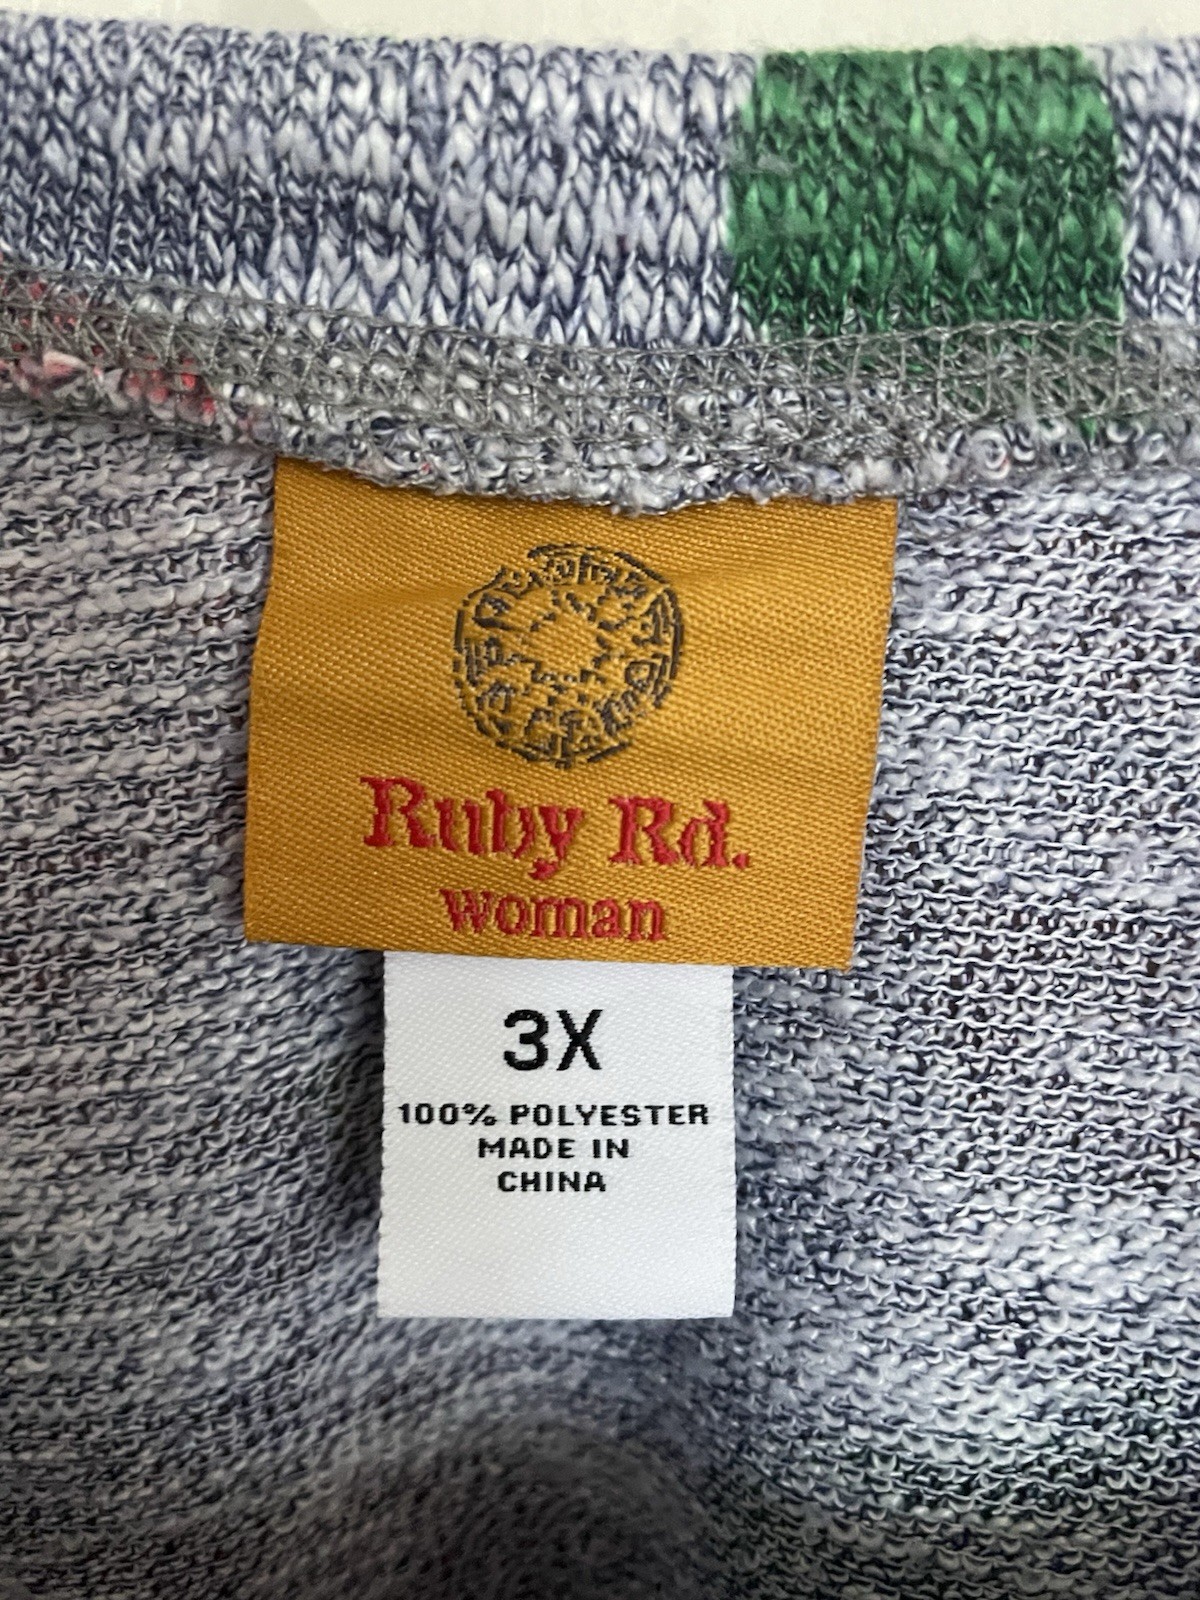 Ruby Rd.
woman
3X
100% POLYESTER
MADE IN
CHINA